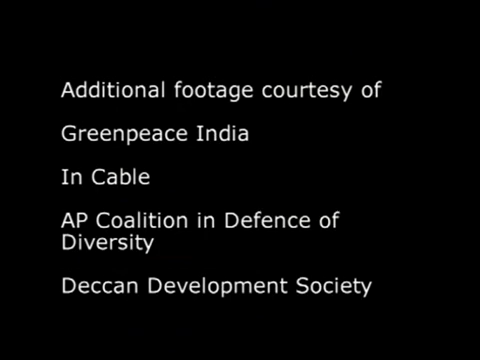 Additional footage courtesy of
Greenpeace India
In Cable
AP Coalition in Defence of
Diversity
Deccan Development Society